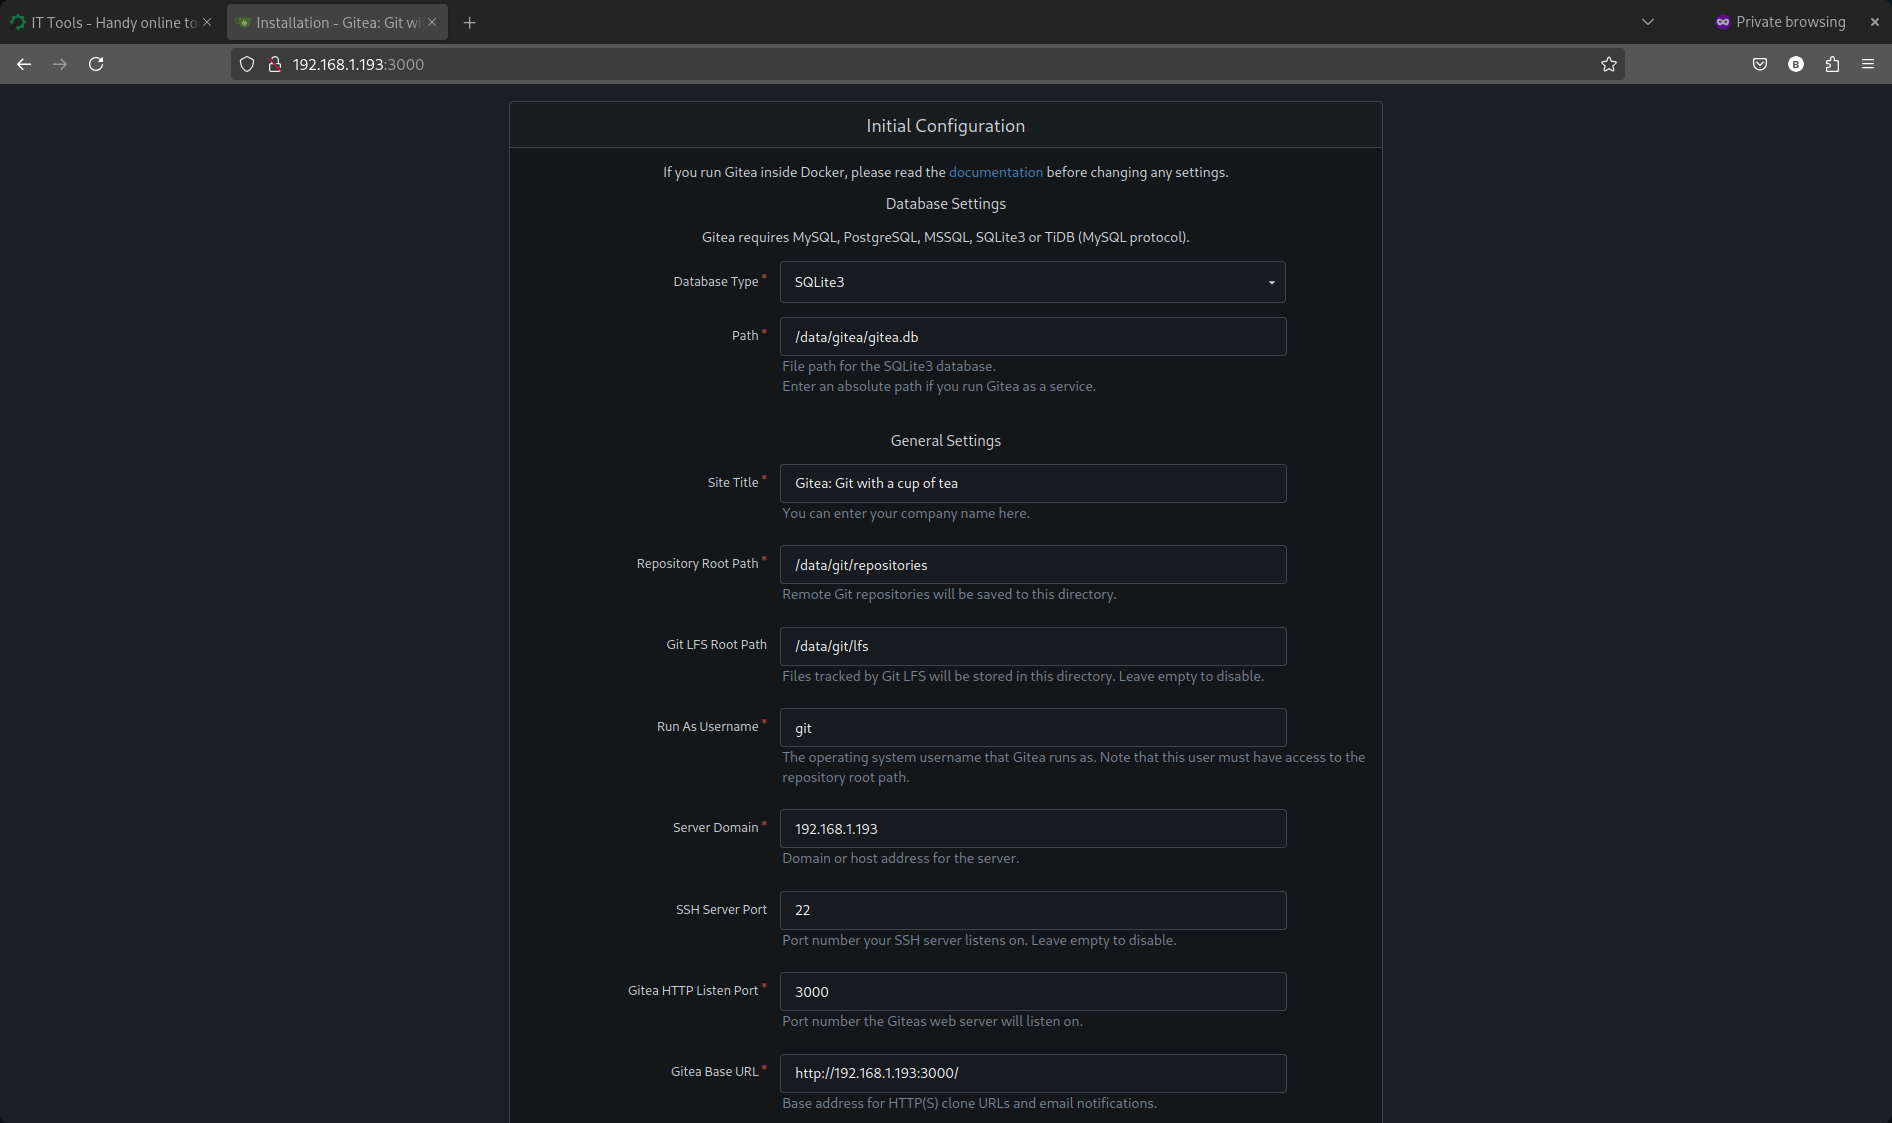 IT Tools - Handy online to
Installation - Gitea: Git wi
Private browsing
192.168.1.193:3000
B
Initial Configuration
If you run Gitea inside Docker, please read the documentation before changing any settings.
Database Settings
Gitea requires MySQL, PostgreSQL, MSSQL, SQLite3 or TiDB (MySQL protocol).
Database Type * SQLite3
Path * /data/gitea/gitea.db
File path for the SQLite3 database.
Enter an absolute path if you run Gitea as a service.
General Settings
Site Title * Gitea: Git with a cup of tea
You can enter your company name here.
Repository Root Path * /data/git/repositories
Remote Git repositories will be saved to this directory.
Git LFS Root Path /data/git/lfs
Files tracked by Git LFS will be stored in this directory. Leave empty to disable.
Run As Username * git
The operating system username that Gitea runs as. Note that this user must have access to the
repository root path.
Server Domain * 192.168.1.193
Domain or host address for the server.
SSH Server Port 22
Port number your SSH server listens on. Leave empty to disable.
Gitea HTTP Listen Port * 3000
Port number the Giteas web server will listen on.
Gitea Base URL * http://192.168.1.193:3000/
Base address for HTTP(S) clone URLs and email notifications.